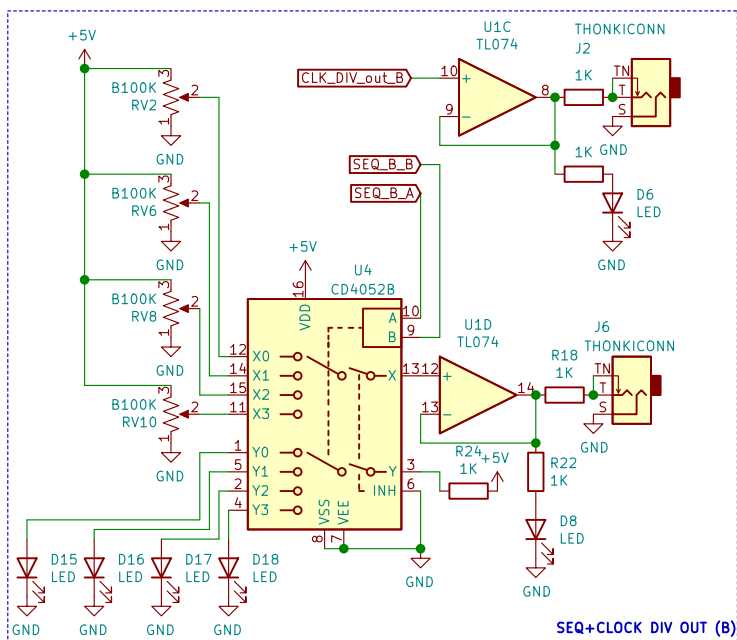 +5V
B100K
RV2
3
2
1
GND
B100K
RV6
3
2
1
GND
B100K
RV8
3
2
1
GND
B100K
RV10
3
2
1
GND
CLK_DIV_out_B
U1C
TL074
10
+
9
−
8
1K
THONKICONN
J2
TN
T
S
GND
1K
D6
LED
GND
SEQ_B_B
SEQ_B_A
+5V
U4
CD4052B
16
VDD
A
10
B
9
12
X0
14
X1
15
X2
11
X3
1
Y0
5
Y1
2
Y2
4
Y3
X
13
Y
3
INH
6
VSS
VEE
8
7
GND
U1D
TL074
12
+
13
−
14
R18
1K
J6
THONKICONN
TN
T
S
GND
R24
1K
+5V
R22
1K
D8
LED
GND
D15
LED
GND
D16
LED
GND
D17
LED
GND
D18
LED
GND
SEQ+CLOCK DIV OUT (B)